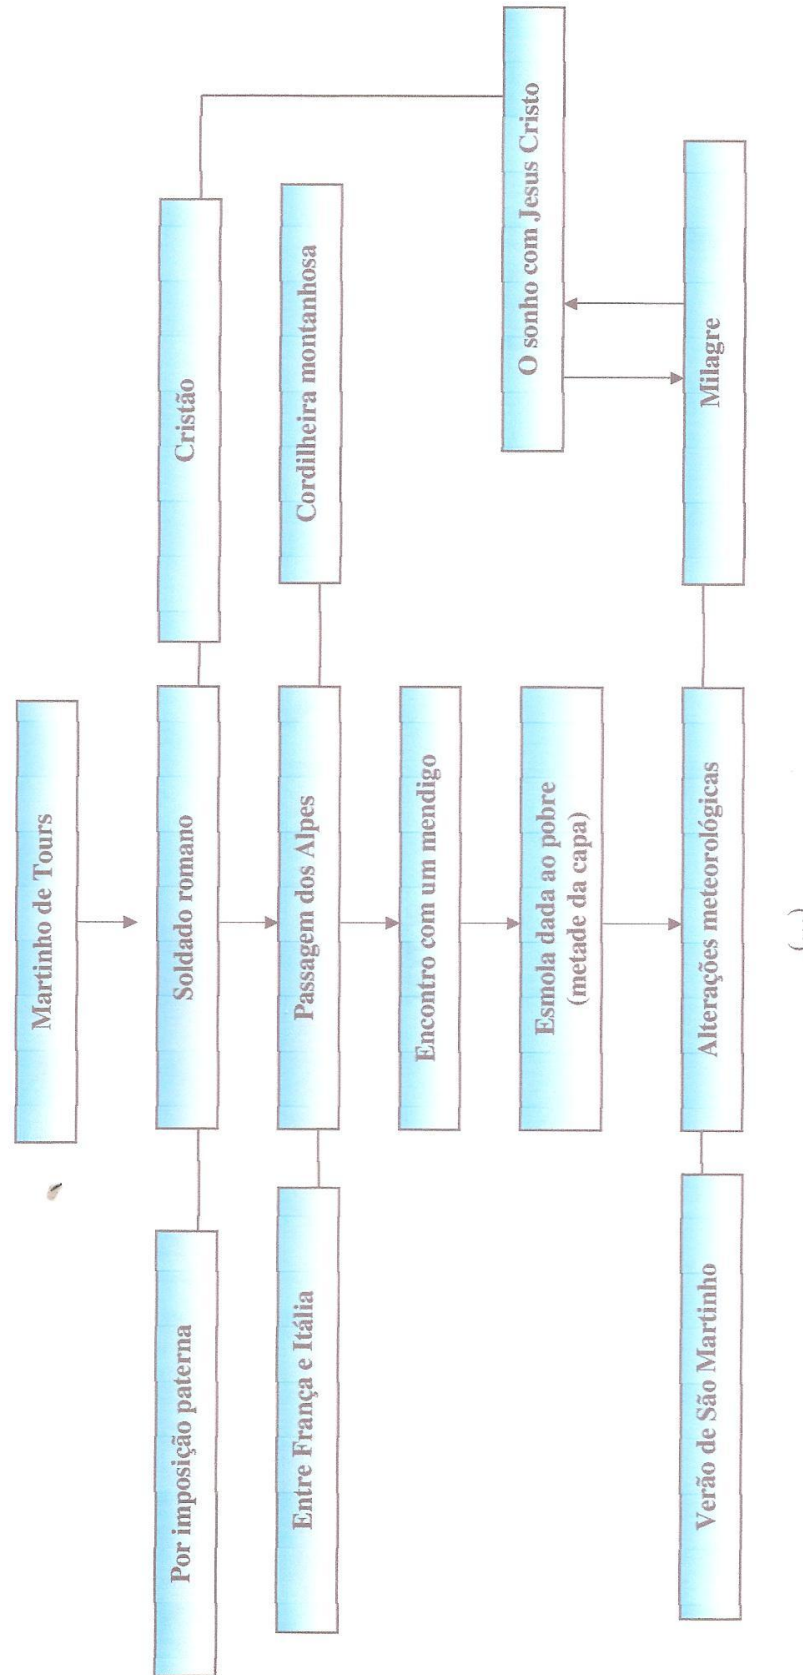 Martinho de Tours
Por imposição paterna
Soldado romano
Cristão
Entre França e Itália
Passagem dos Alpes
Cordilheira montanhosa
Encontro com um mendigo
Esmola dada ao pobre
(metade da capa)
O sonho com Jesus Cristo
Verão de São Martinho
Alterações meteorológicas
Milagre
(...)